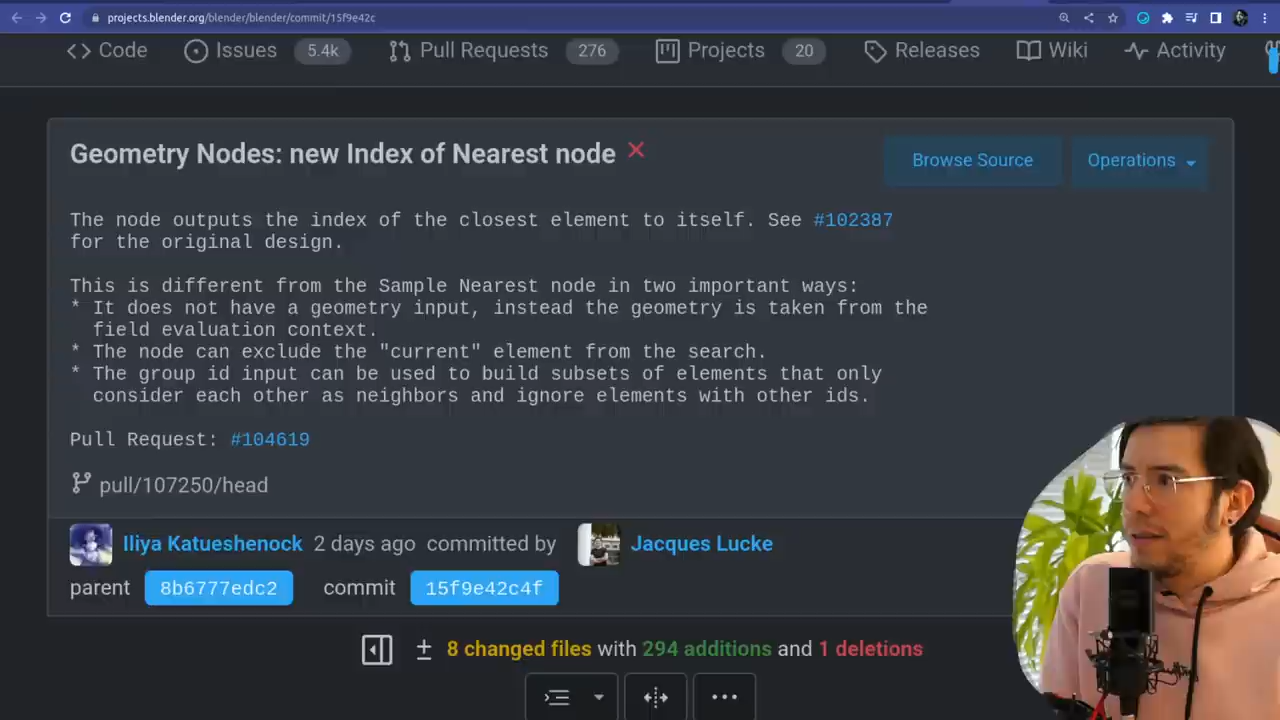 projects.blender.org/blender/blender/commit/15f9e42c
Code Issues 5.4k Pull Requests 276 Projects 20 Releases Wiki Activity
Geometry Nodes: new Index of Nearest node
Browse Source Operations
The node outputs the index of the closest element to itself. See #102387
for the original design.
This is different from the Sample Nearest node in two important ways:
* It does not have a geometry input, instead the geometry is taken from the
field evaluation context.
* The node can exclude the "current" element from the search.
* The group id input can be used to build subsets of elements that only
consider each other as neighbors and ignore elements with other ids.
Pull Request: #104619
pull/107250/head
Iliya Katueshenock 2 days ago committed by Jacques Lucke
parent 8b6777edc2 commit 15f9e42c4f
± 8 changed files with 294 additions and 1 deletions